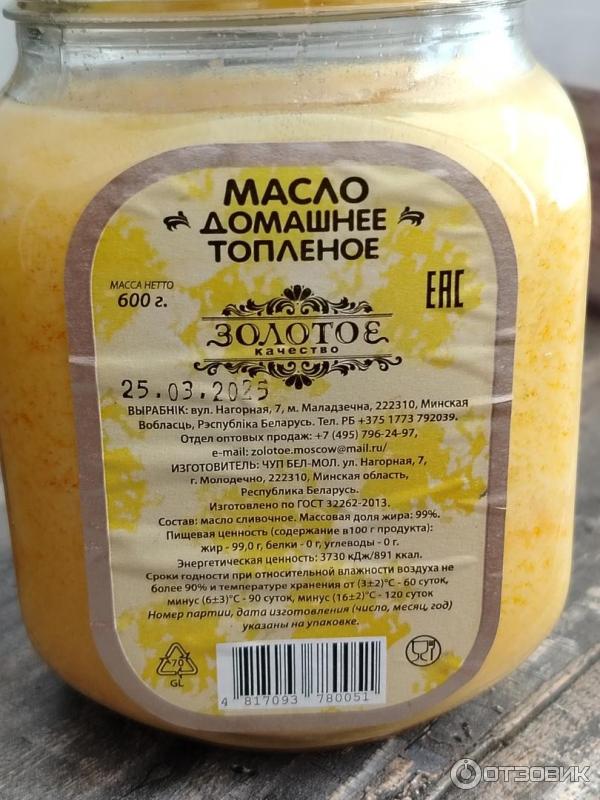 МАСЛО
ДОМАШНЕЕ
ТОПЛЕНОЕ
МАССА НЕТТО
600 г.
EAC
ЗОЛОТОЕ
качество
25.03.2025
ВЫРАБНІК: вул. Нагорная, 7, м. Маладзечна, 222310, Минская
Вобласць, Рэспубліка Беларусь. Тел. РБ +375 1773 792039.
Отдел оптовых продаж: +7 (495) 796-24-97,
e-mail: zolotoe.moscow@mail.ru/
ИЗГОТОВИТЕЛЬ: ЧУП БЕЛ-МОЛ. ул. Нагорная, 7,
г. Молодечно, 222310, Минская область,
Республика Беларусь.
Изготовлено по ГОСТ 32262-2013.
Состав: масло сливочное. Массовая доля жира: 99%.
Пищевая ценность (содержание в100 г продукта):
жир - 99,0 г, белки - 0 г, углеводы - 0 г.
Энергетическая ценность: 3730 кДж/891 ккал.
Сроки годности при относительной влажности воздуха не
более 90% и температуре хранения от (3±2)°С - 60 суток,
минус (6±3)°С - 90 суток, минус (16±2)°С - 120 суток
Номер партии, дата изготовления (число, месяц, год)
указаны на упаковке.
70
GL
4 817093 780051
ОТЗОВИК